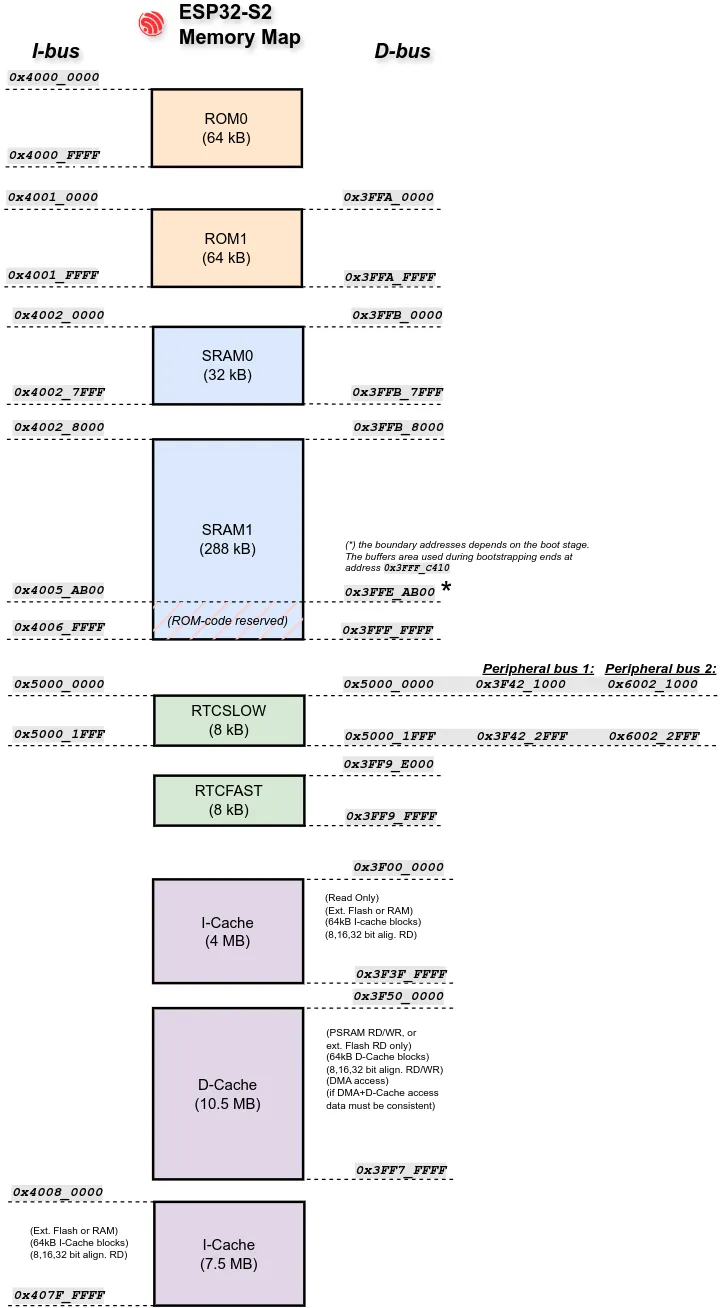 ESP32-S2
Memory Map
I-bus
D-bus
0x4000_0000
ROM0
(64 kB)
0x4000_FFFF
0x4001_0000
0x3FFA_0000
ROM1
(64 kB)
0x4001_FFFF
0x3FFA_FFFF
0x4002_0000
0x3FFB_0000
SRAM0
(32 kB)
0x4002_7FFF
0x3FFB_7FFF
0x4002_8000
0x3FFB_8000
SRAM1
(288 kB)
(*) the boundary addresses depends on the boot stage.
The buffers area used during bootstrapping ends at
address 0x3FFF_C410
0x4005_AB00
0x3FFE_AB00 *
(ROM-code reserved)
0x4006_FFFF
0x3FFF_FFFF
Peripheral bus 1: Peripheral bus 2:
0x5000_0000
0x5000_0000 0x3F42_1000 0x6002_1000
RTCSLOW
(8 kB)
0x5000_1FFF
0x5000_1FFF 0x3F42_2FFF 0x6002_2FFF
0x3FF9_E000
RTCFAST
(8 kB)
0x3FF9_FFFF
0x3F00_0000
I-Cache
(4 MB)
(Read Only)
(Ext. Flash or RAM)
(64kB I-cache blocks)
(8,16,32 bit alig. RD)
0x3F3F_FFFF
0x3F50_0000
D-Cache
(10.5 MB)
(PSRAM RD/WR, or
ext. Flash RD only)
(64kB D-Cache blocks)
(8,16,32 bit align. RD/WR)
(DMA access)
(if DMA+D-Cache access
data must be consistent)
0x3FF7_FFFF
0x4008_0000
(Ext. Flash or RAM)
(64kB I-Cache blocks)
(8,16,32 bit align. RD)
I-Cache
(7.5 MB)
0x407F_FFFF